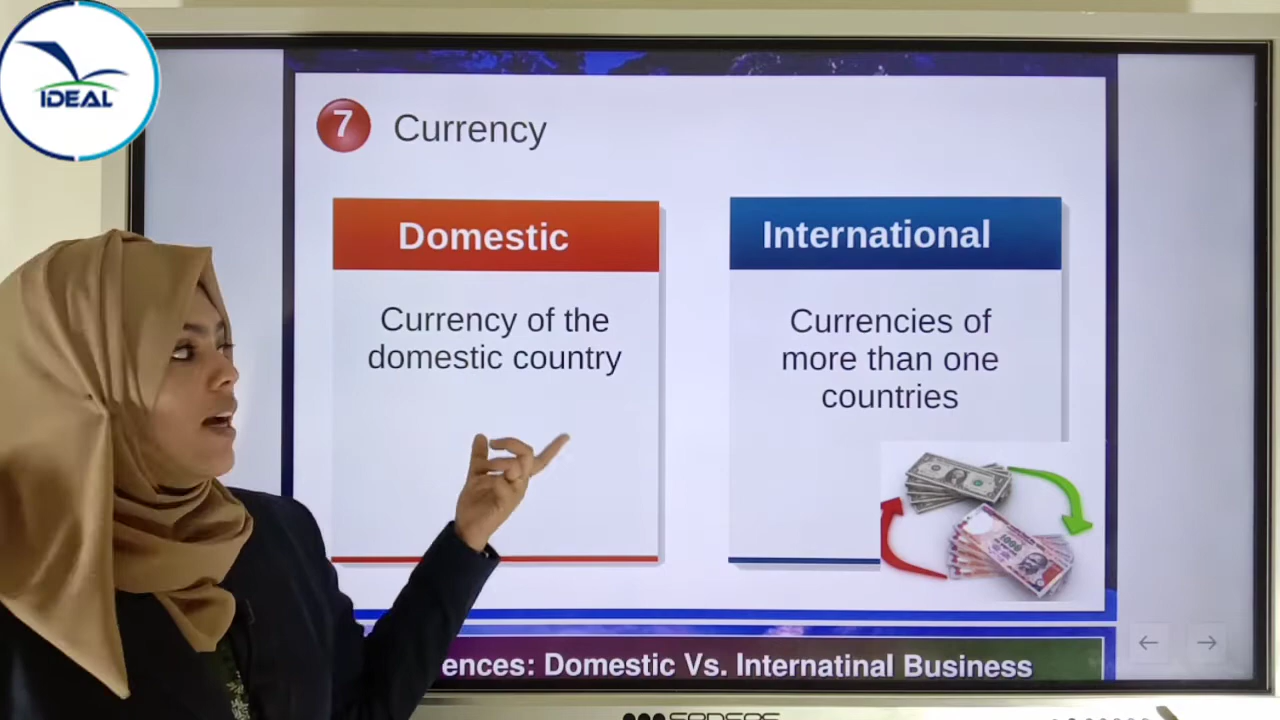 IDEAL
7 Currency
Domestic
Currency of the
domestic country
International
Currencies of
more than one
countries
1000
ences: Domestic Vs. Internatinal Business